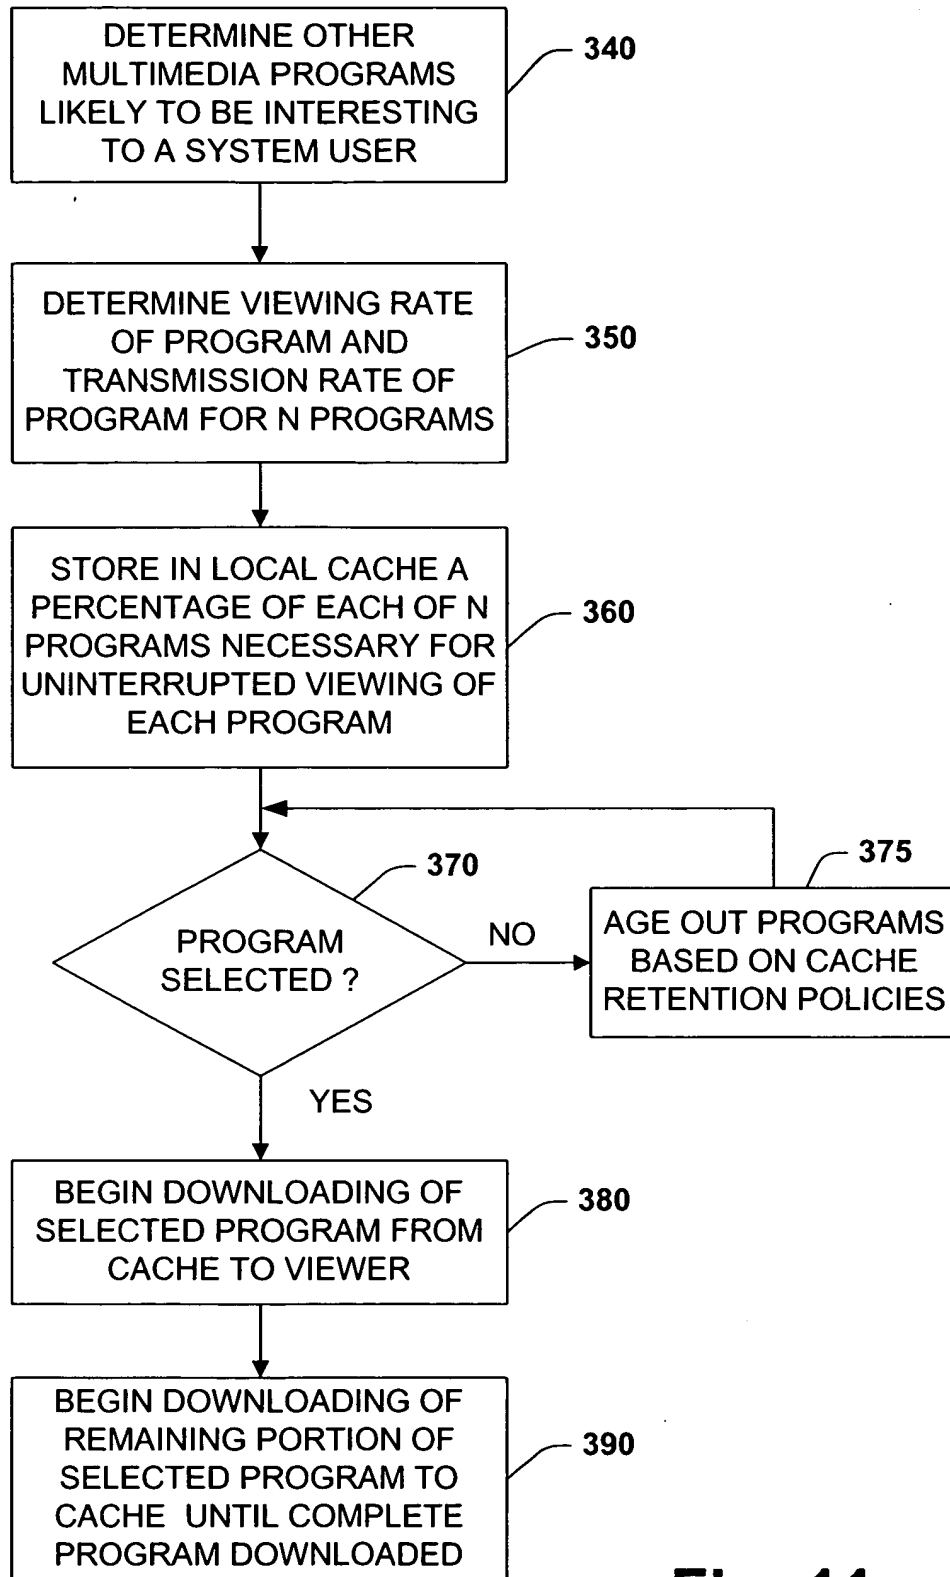 DETERMINE OTHER
MULTIMEDIA PROGRAMS
LIKELY TO BE INTERESTING
TO A SYSTEM USER
340
DETERMINE VIEWING RATE
OF PROGRAM AND
TRANSMISSION RATE OF
PROGRAM FOR N PROGRAMS
350
STORE IN LOCAL CACHE A
PERCENTAGE OF EACH OF N
PROGRAMS NECESSARY FOR
UNINTERRUPTED VIEWING OF
EACH PROGRAM
360
PROGRAM
SELECTED ?
370
NO
AGE OUT PROGRAMS
BASED ON CACHE
RETENTION POLICIES
375
YES
BEGIN DOWNLOADING OF
SELECTED PROGRAM FROM
CACHE TO VIEWER
380
BEGIN DOWNLOADING OF
REMAINING PORTION OF
SELECTED PROGRAM TO
CACHE UNTIL COMPLETE
PROGRAM DOWNLOADED
390